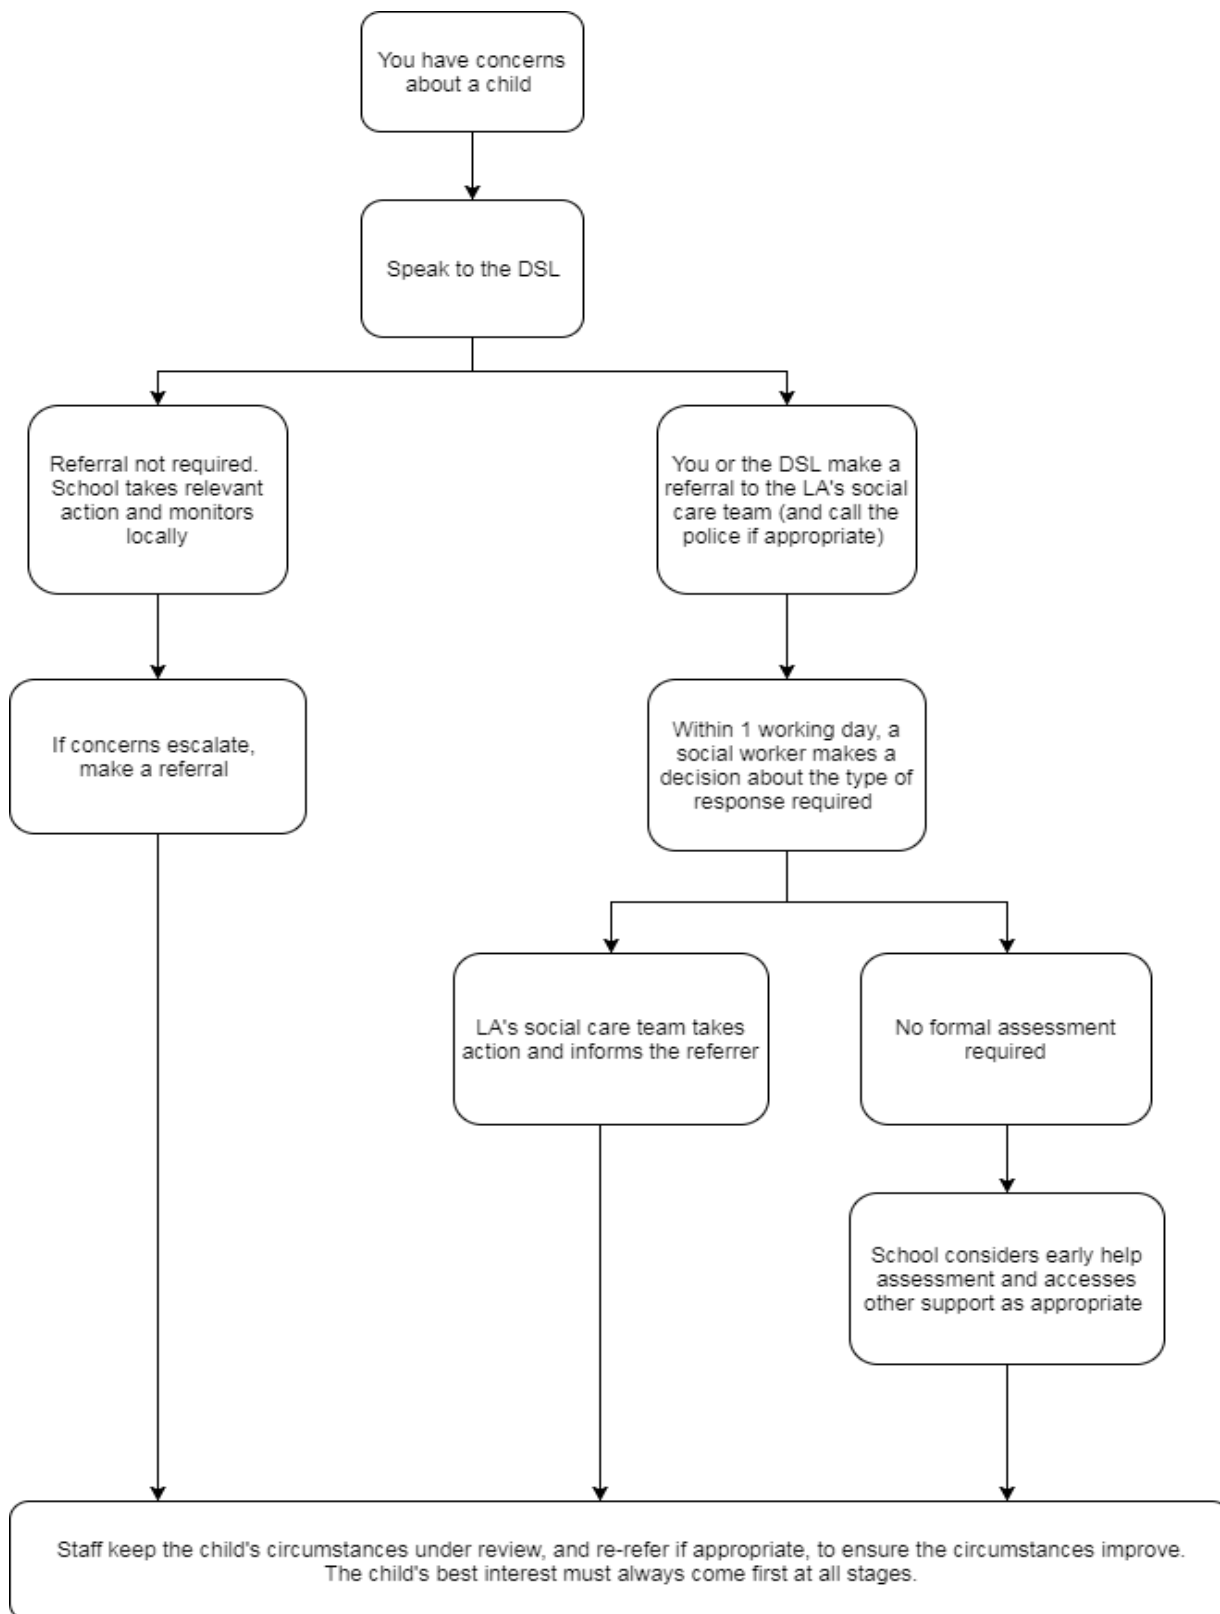 You have concerns
about a child
Speak to the DSL
Referral not required.
School takes relevant
action and monitors
locally
You or the DSL make a
referral to the LA's social
care team (and call the
police if appropriate)
If concerns escalate,
make a referral
Within 1 working day, a
social worker makes a
decision about the type of
response required
LA's social care team takes
action and informs the referrer
No formal assessment
required
School considers early help
assessment and accesses
other support as appropriate
Staff keep the child's circumstances under review, and re-refer if appropriate, to ensure the circumstances improve.
The child's best interest must always come first at all stages.